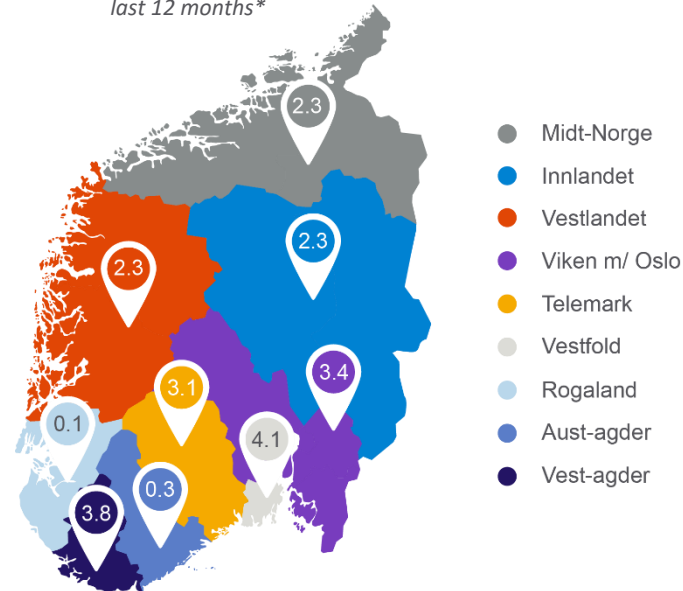 last 12 months*
2.3
2.3
2.3
3.1
3.4
0.1
4.1
0.3
3.8
Midt-Norge
Innlandet
Vestlandet
Viken m/ Oslo
Telemark
Vestfold
Rogaland
Aust-agder
Vest-agder